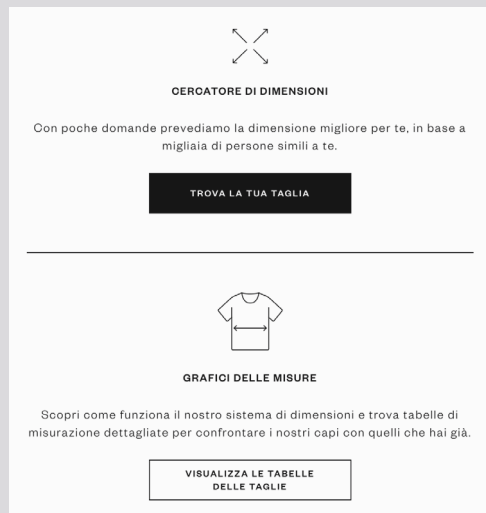 CERCATORE DI DIMENSIONI
Con poche domande prevediamo la dimensione migliore per te, in base a
migliaia di persone simili a te.
TROVA LA TUA TAGLIA
GRAFICI DELLE MISURE
Scopri come funziona il nostro sistema di dimensioni e trova tabelle di
misurazione dettagliate per confrontare i nostri capi con quelli che hai già.
VISUALIZZA LE TABELLE
DELLE TAGLIE